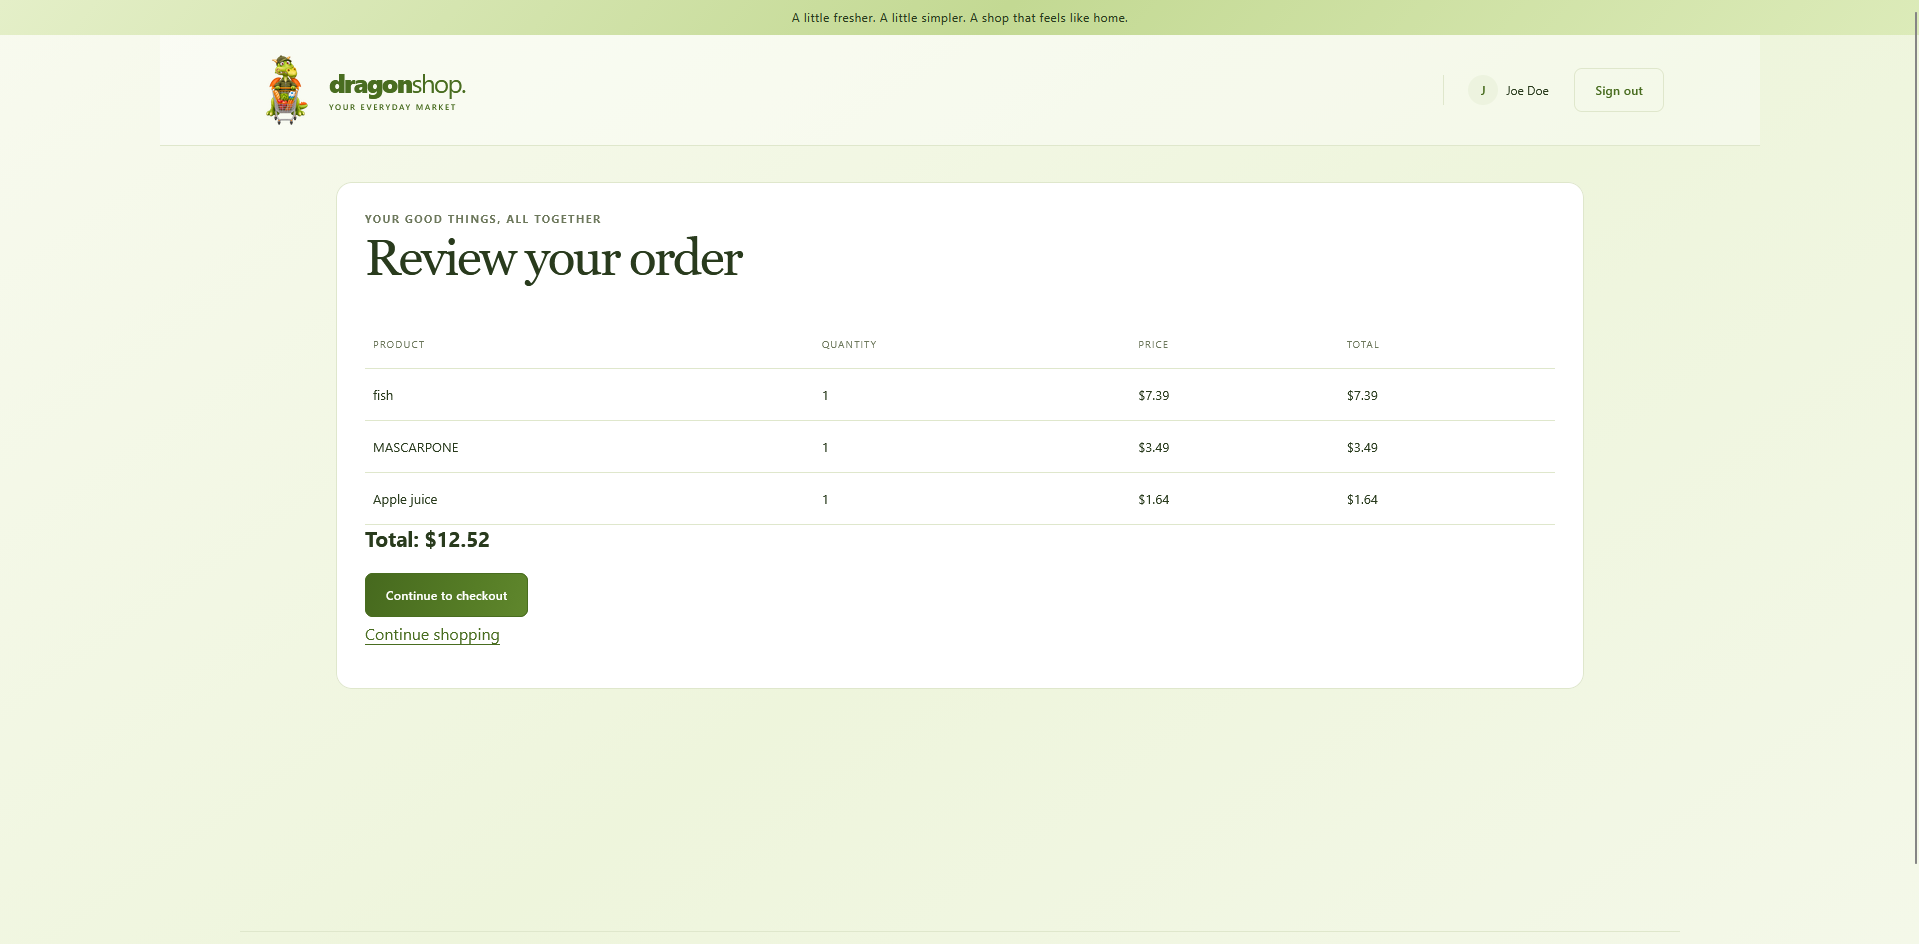 A little fresher. A little simpler. A shop that feels like home.
dragonshop.
YOUR EVERYDAY MARKET
J Joe Doe Sign out
YOUR GOOD THINGS, ALL TOGETHER
Review your order
PRODUCT QUANTITY PRICE TOTAL
fish 1 $7.39 $7.39
MASCARPONE 1 $3.49 $3.49
Apple juice 1 $1.64 $1.64
Total: $12.52
Continue to checkout
Continue shopping